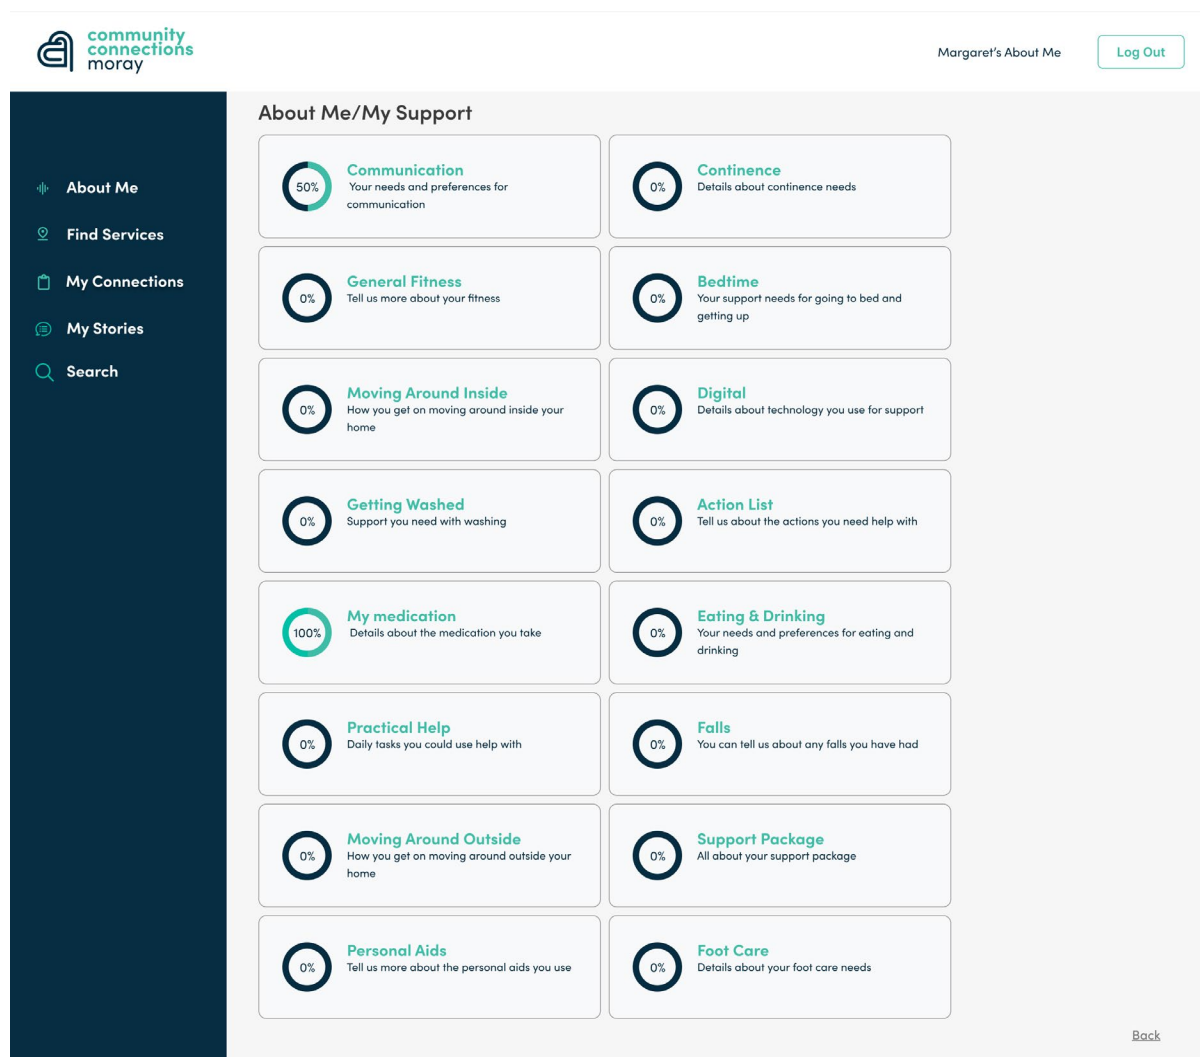 community
connections
moray
Margaret's About Me
Log Out
About Me
Find Services
My Connections
My Stories
Search
About Me/My Support
50%
Communication
Your needs and preferences for
communication
0%
Continence
Details about continence needs
0%
General Fitness
Tell us more about your fitness
0%
Bedtime
Your support needs for going to bed and
getting up
0%
Moving Around Inside
How you get on moving around inside your
home
0%
Digital
Details about technology you use for support
0%
Getting Washed
Support you need with washing
0%
Action List
Tell us about the actions you need help with
100%
My medication
Details about the medication you take
0%
Eating & Drinking
Your needs and preferences for eating and
drinking
0%
Practical Help
Daily tasks you could use help with
0%
Falls
You can tell us about any falls you have had
0%
Moving Around Outside
How you get on moving around outside your
home
0%
Support Package
All about your support package
0%
Personal Aids
Tell us more about the personal aids you use
0%
Foot Care
Details about your foot care needs
Back